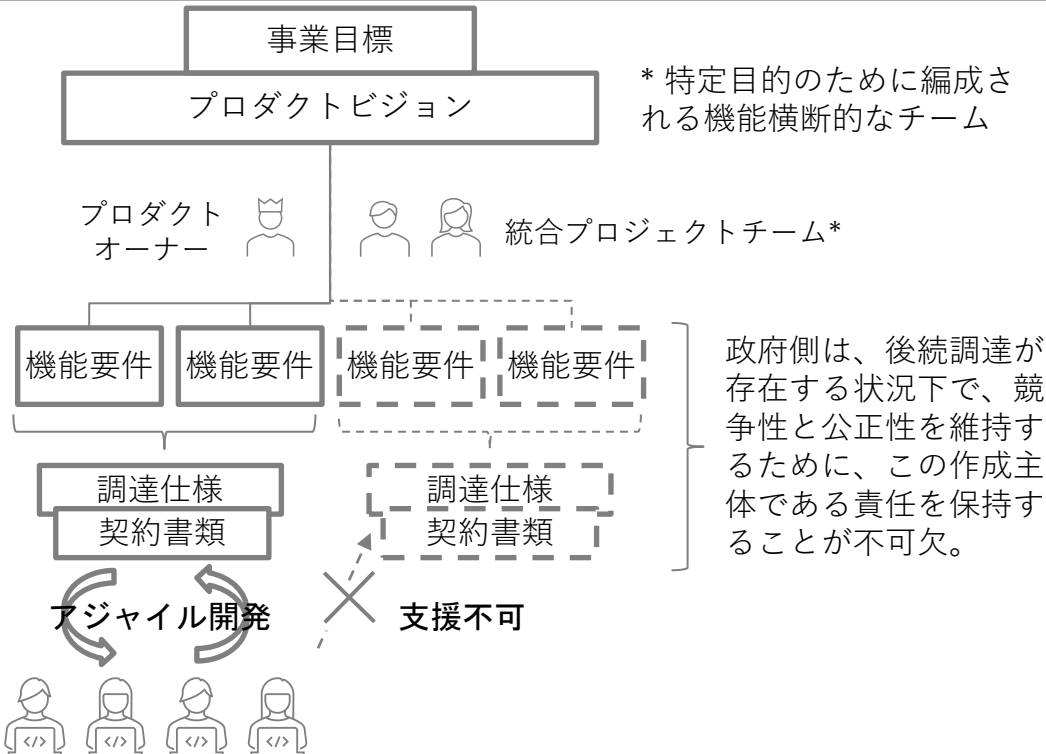 事業目標
プロダクトビジョン
* 特定目的のために編成さ
れる機能横断的なチーム
プロダクト
オーナー
統合プロジェクトチーム*
機能要件
機能要件
機能要件
機能要件
調達仕様
契約書類
調達仕様
契約書類
政府側は、後続調達が
存在する状況下で、競
争性と公正性を維持す
るために、この作成主
体である責任を保持す
ることが不可欠。
アジャイル開発
支援不可
</>
</>
</>
</>